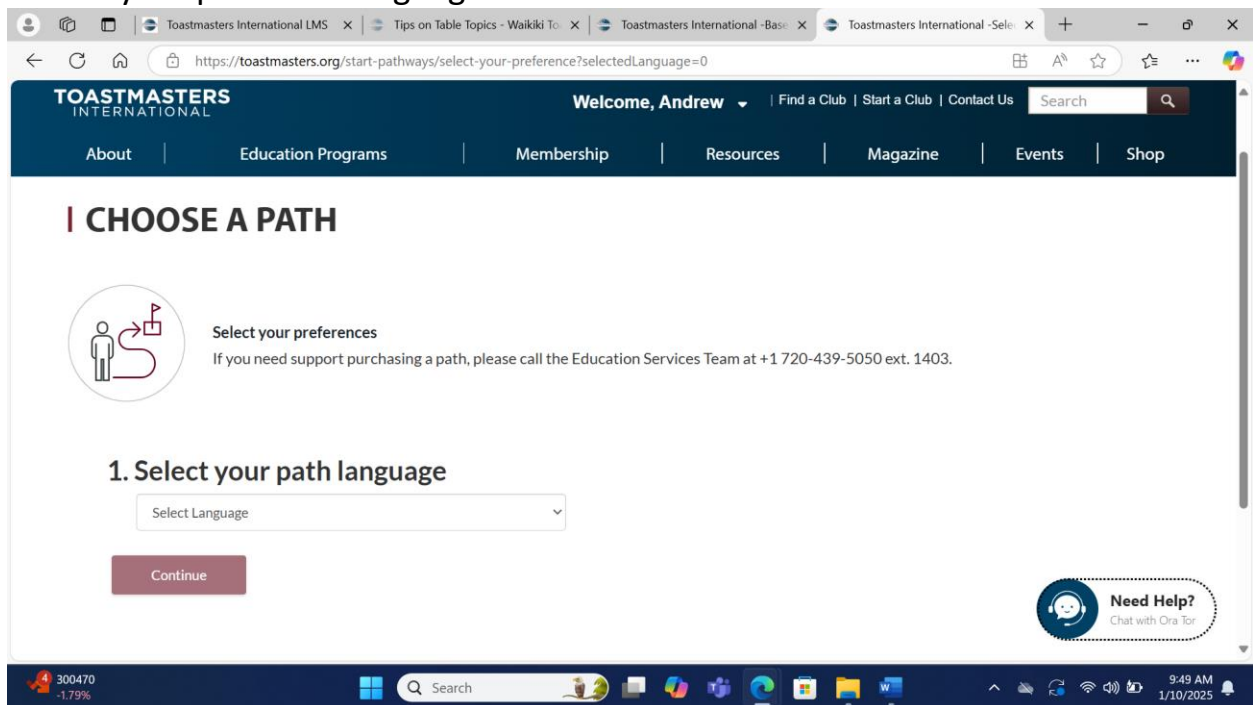 Toastmasters International LMS
Tips on Table Topics - Waikiki To
Toastmasters International -Base
Toastmasters International -Sele
https://toastmasters.org/start-pathways/select-your-preference?selectedLanguage=0
TOASTMASTERS
INTERNATIONAL
Welcome, Andrew
| Find a Club | Start a Club | Contact Us
Search
About | Education Programs | Membership | Resources | Magazine | Events | Shop
CHOOSE A PATH
Select your preferences
If you need support purchasing a path, please call the Education Services Team at +1 720-439-5050 ext. 1403.
1. Select your path language
Select Language
Continue
Need Help?
Chat with Ora Tor
4
300470
-1.79%
Search
9:49 AM
1/10/2025